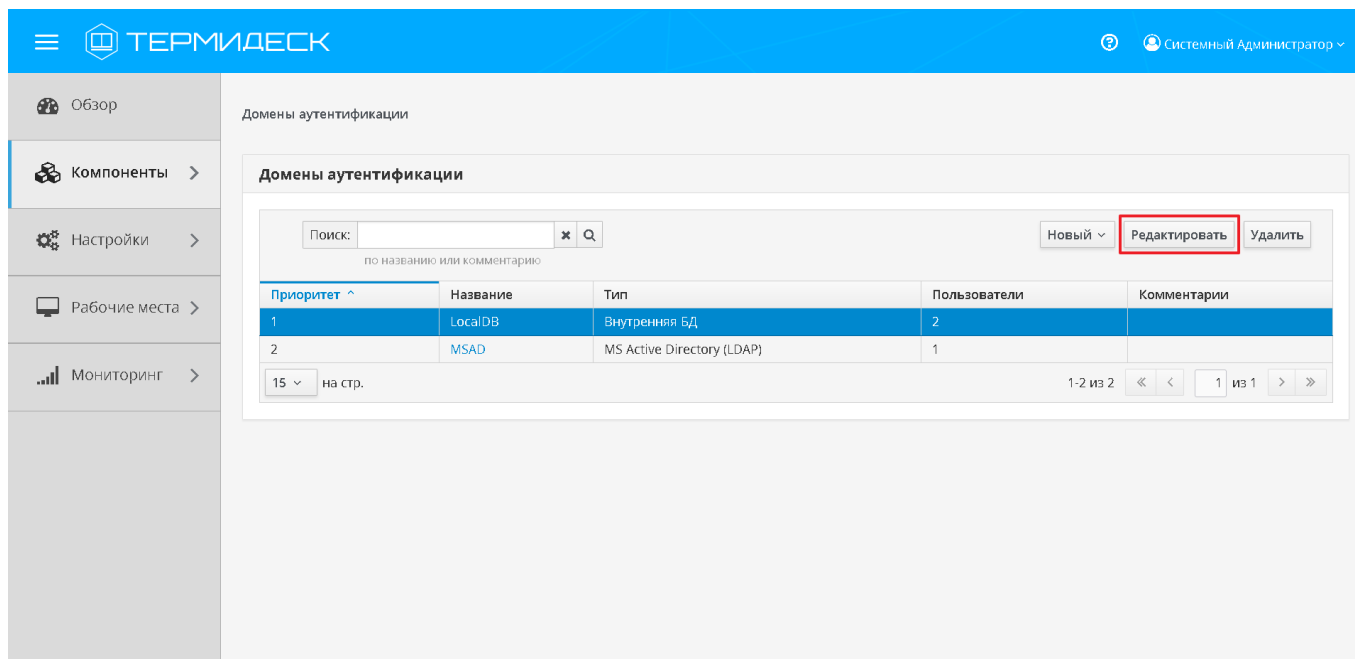 ТЕРМИДЕСК
Системный Администратор
Обзор
Компоненты
Настройки
Рабочие места
Мониторинг
Домены аутентификации
Домены аутентификации
Поиск:
по названию или комментарию
Новый Редактировать Удалить
Приоритет Название Тип Пользователи Комментарии
1 LocalDB Внутренняя БД 2
2 MSAD MS Active Directory (LDAP) 1
15 на стр. 1-2 из 2 1 из 1